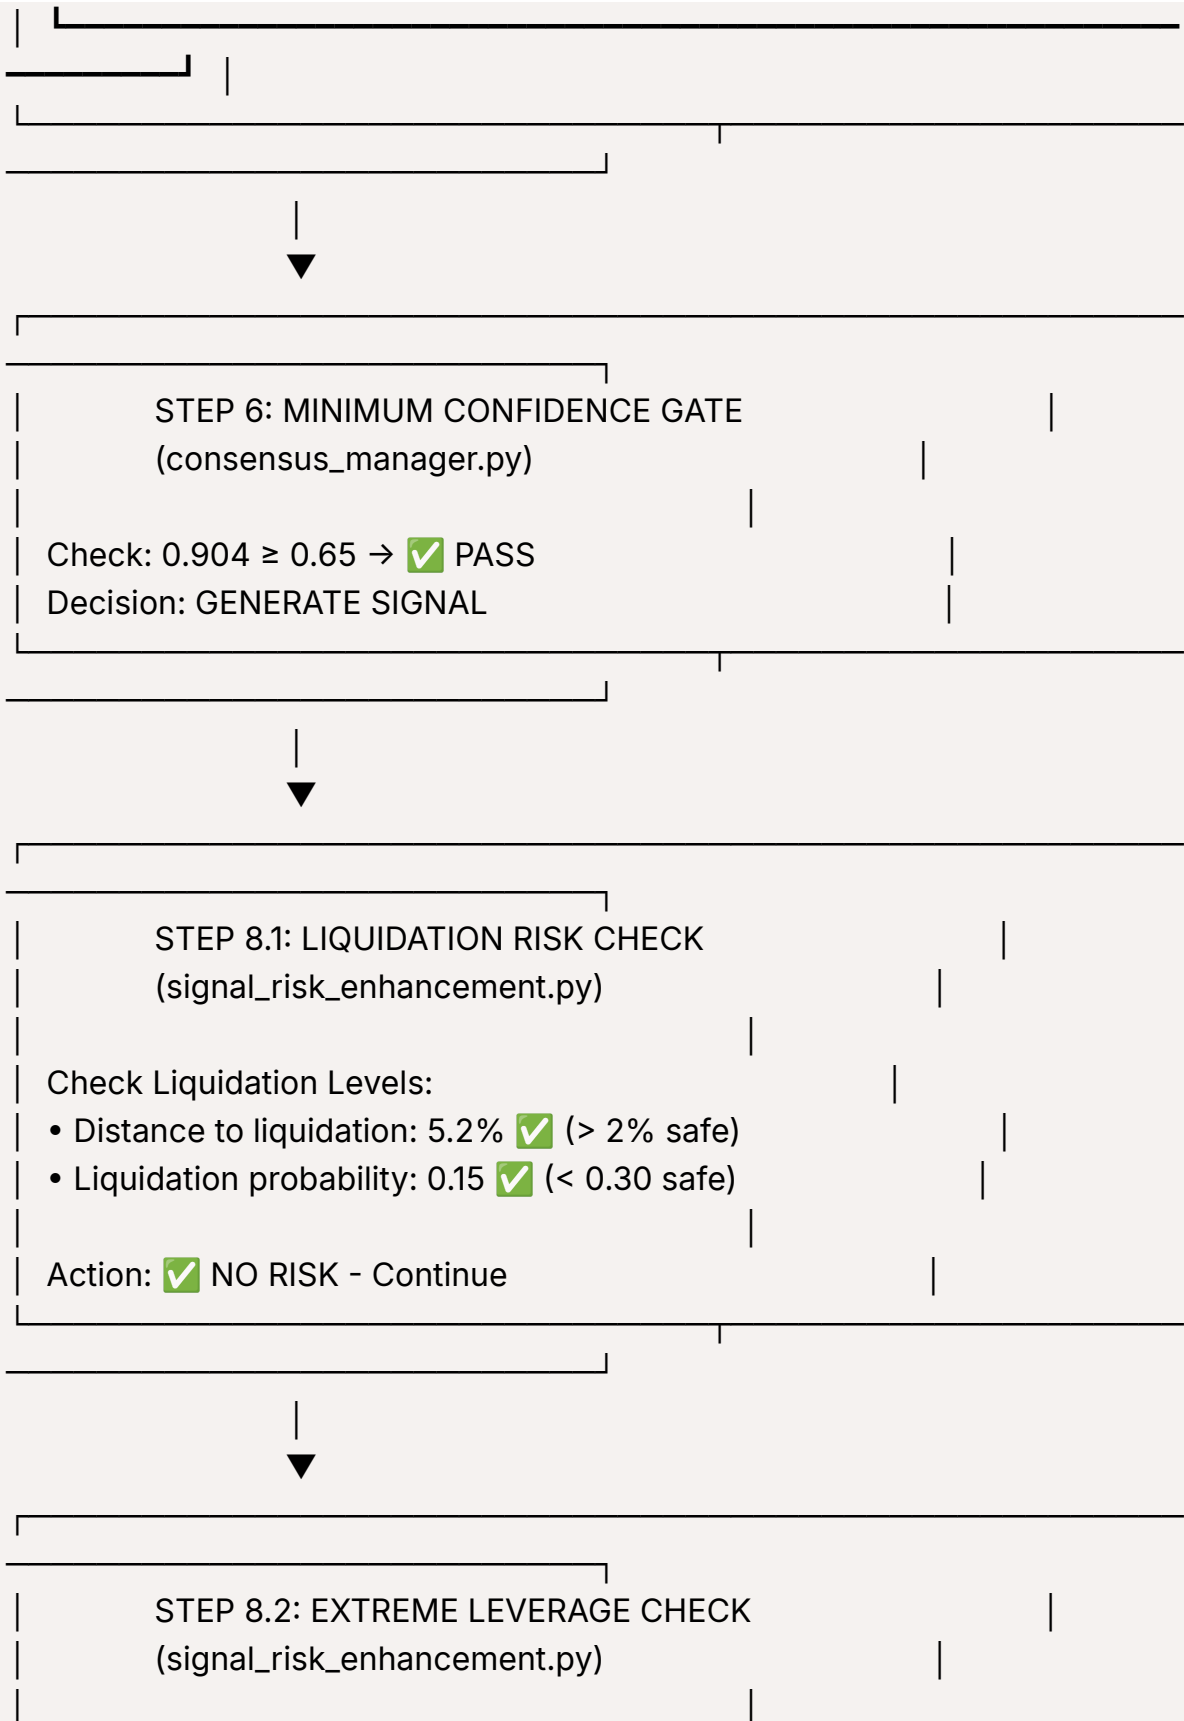 STEP 6: MINIMUM CONFIDENCE GATE
(consensus_manager.py)
Check: 0.904 ≥ 0.65 → ✅ PASS
Decision: GENERATE SIGNAL
▼
STEP 8.1: LIQUIDATION RISK CHECK
(signal_risk_enhancement.py)
Check Liquidation Levels:
• Distance to liquidation: 5.2% ✅ (> 2% safe)
• Liquidation probability: 0.15 ✅ (< 0.30 safe)
Action: ✅ NO RISK - Continue
▼
STEP 8.2: EXTREME LEVERAGE CHECK
(signal_risk_enhancement.py)